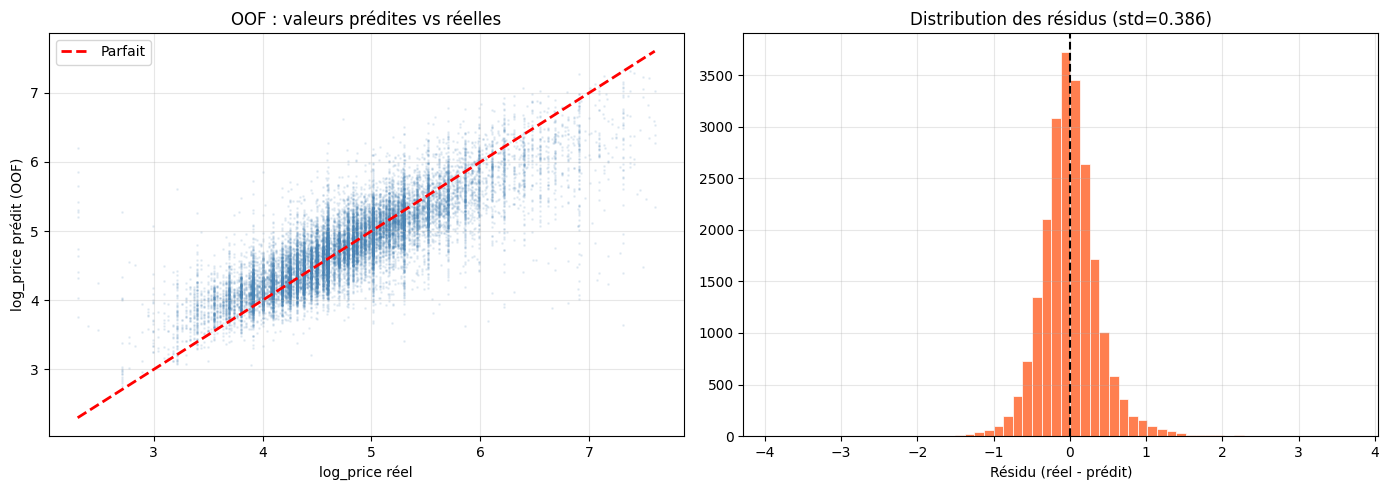 OOF : valeurs prédites vs réelles
Parfait
log_price prédit (OOF)
7
6
5
4
3
3 4 5 6 7
log_price réel
Distribution des résidus (std=0.386)
3500
3000
2500
2000
1500
1000
500
0
−4 −3 −2 −1 0 1 2 3 4
Résidu (réel - prédit)